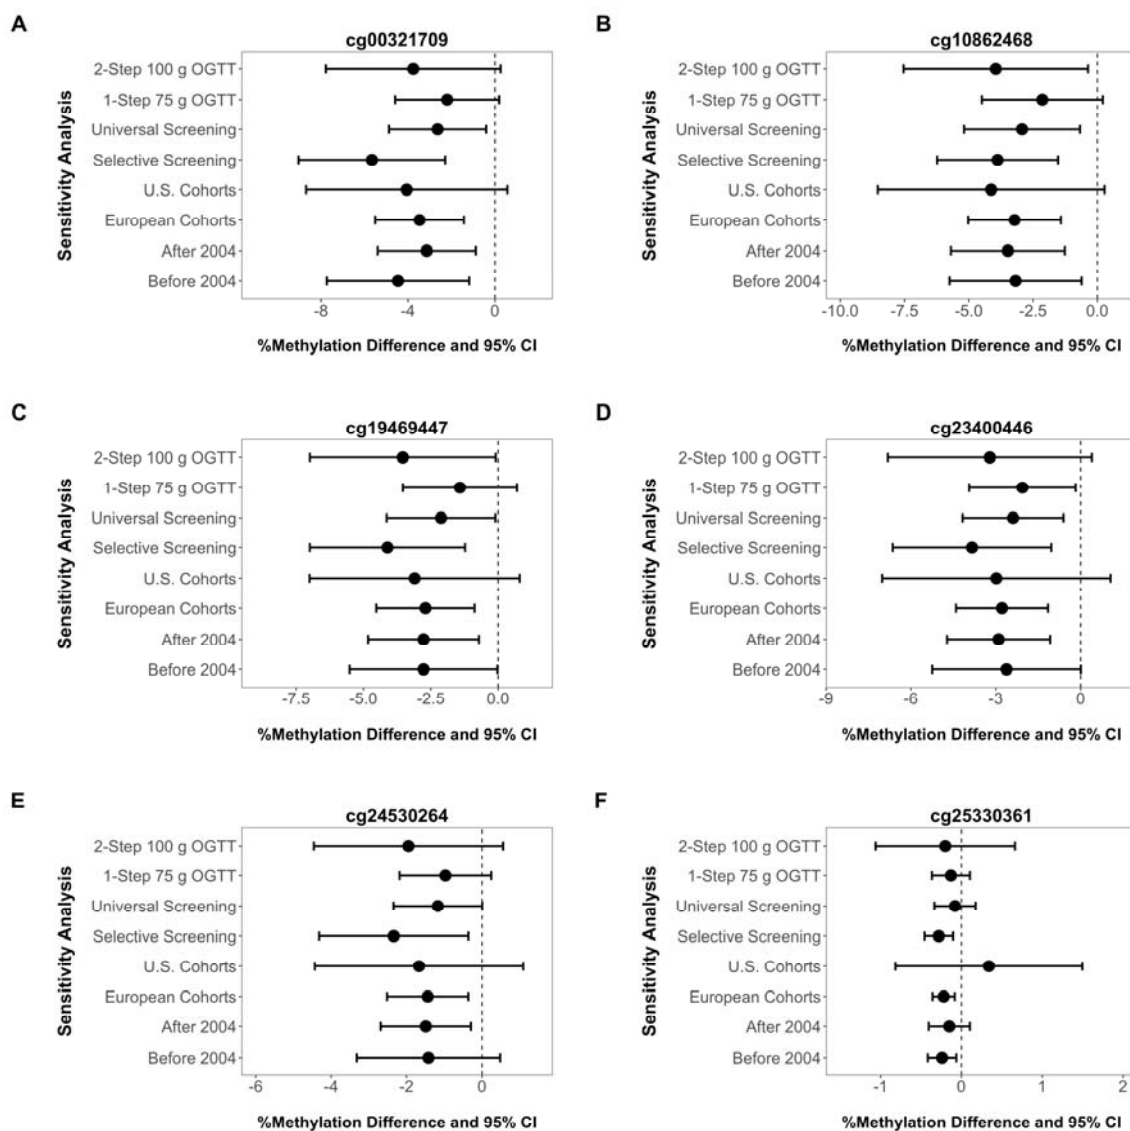 A
cg00321709
Sensitivity Analysis
2-Step 100 g OGTT
1-Step 75 g OGTT
Universal Screening
Selective Screening
U.S. Cohorts
European Cohorts
After 2004
Before 2004
-8 -4 0
%Methylation Difference and 95% CI
B
cg10862468
Sensitivity Analysis
2-Step 100 g OGTT
1-Step 75 g OGTT
Universal Screening
Selective Screening
U.S. Cohorts
European Cohorts
After 2004
Before 2004
-10.0 -7.5 -5.0 -2.5 0.0
%Methylation Difference and 95% CI
C
cg19469447
Sensitivity Analysis
2-Step 100 g OGTT
1-Step 75 g OGTT
Universal Screening
Selective Screening
U.S. Cohorts
European Cohorts
After 2004
Before 2004
-7.5 -5.0 -2.5 0.0
%Methylation Difference and 95% CI
D
cg23400446
Sensitivity Analysis
2-Step 100 g OGTT
1-Step 75 g OGTT
Universal Screening
Selective Screening
U.S. Cohorts
European Cohorts
After 2004
Before 2004
-9 -6 -3 0
%Methylation Difference and 95% CI
E
cg24530264
Sensitivity Analysis
2-Step 100 g OGTT
1-Step 75 g OGTT
Universal Screening
Selective Screening
U.S. Cohorts
European Cohorts
After 2004
Before 2004
-6 -4 -2 0
%Methylation Difference and 95% CI
F
cg25330361
Sensitivity Analysis
2-Step 100 g OGTT
1-Step 75 g OGTT
Universal Screening
Selective Screening
U.S. Cohorts
European Cohorts
After 2004
Before 2004
-1 0 1 2
%Methylation Difference and 95% CI